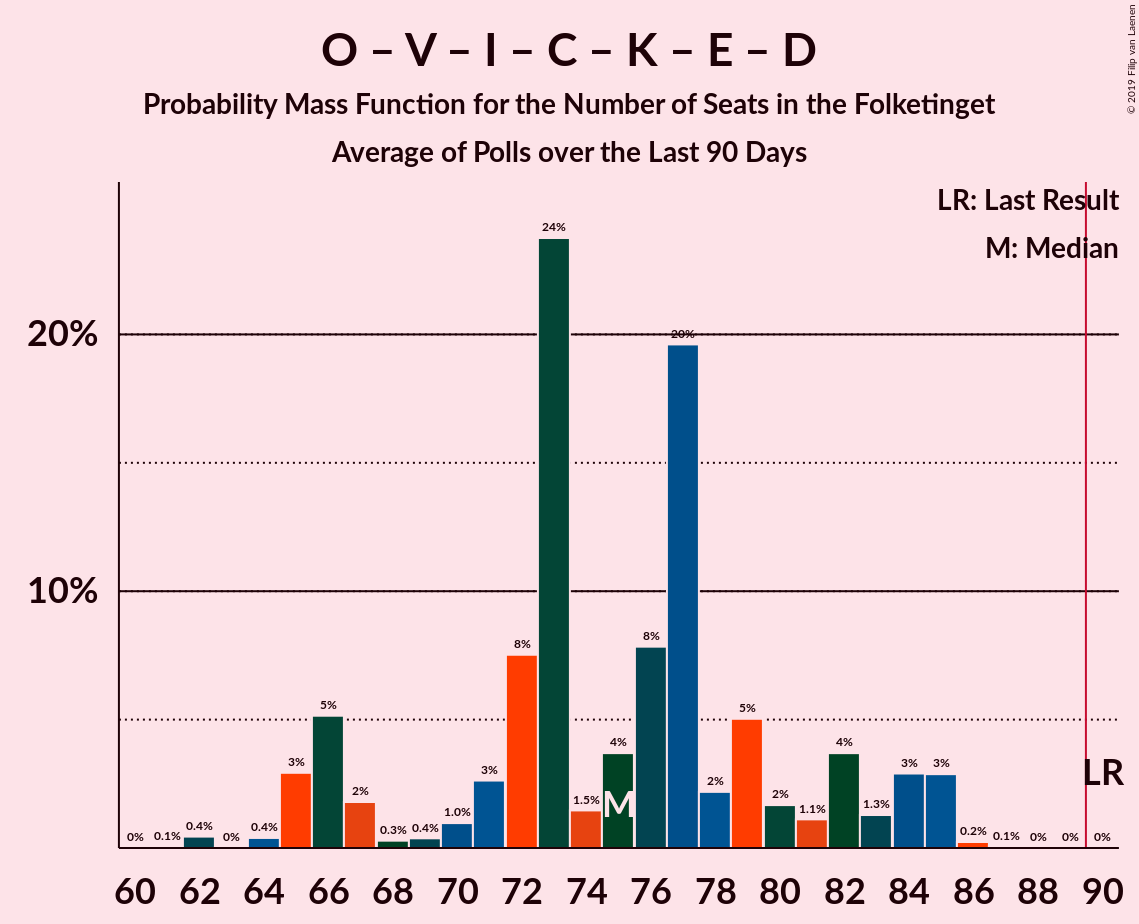 O – V – I – C – K – E – D
Probability Mass Function for the Number of Seats in the Folketinget
Average of Polls over the Last 90 Days
© 2019 Filip van Laenen
LR: Last Result
M: Median
20%
10%
0% 0.1% 0.4% 0% 0.4% 3% 5% 2% 0.3% 0.4% 1.0% 3% 8% 24% 1.5% 4% 8% 20% 2% 5% 2% 1.1% 4% 1.3% 3% 3% 0.2% 0.1% 0% 0% 0%
M
LR
60 62 64 66 68 70 72 74 76 78 80 82 84 86 88 90